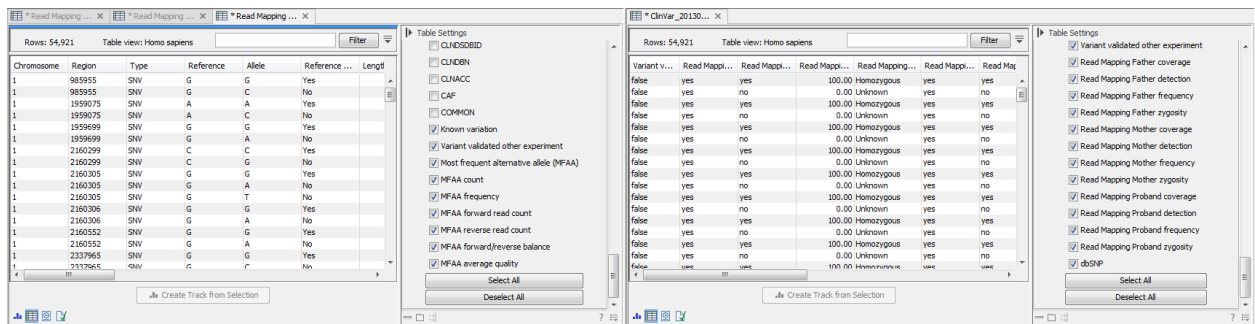 * Read Mapping ... × * Read Mapping ... × * Read Mapping ... ×
Rows: 54,921 Table view: Homo sapiens Filter
Chromosome Region Type Reference Allele Reference ... Lengtl
1 985955 SNV G G Yes
1 985955 SNV G C No
1 1959075 SNV A A Yes
1 1959075 SNV A C No
1 1959699 SNV G G Yes
1 1959699 SNV G A No
1 2160299 SNV C C Yes
1 2160299 SNV C G No
1 2160305 SNV G G Yes
1 2160305 SNV G A No
1 2160305 SNV G T No
1 2160306 SNV G G Yes
1 2160306 SNV G A No
1 2160552 SNV G G Yes
1 2160552 SNV G A No
1 2337965 SNV G G Yes
1 2337965 SNV G C No
Create Track from Selection
Table Settings
CLNDSDBID
CLNDBN
CLNACC
CAF
COMMON
Known variation
Variant validated other experiment
Most frequent alternative allele (MFAA)
MFAA count
MFAA frequency
MFAA forward read count
MFAA reverse read count
MFAA forward/reverse balance
MFAA average quality
Select All
Deselect All
?
* ClinVar_20130... ×
Rows: 54,921 Table view: Homo sapiens Filter
Variant v... Read Mappi... Read Mappi... Read Mappi... Read Mapping... Read Mappi... Read Map
false yes yes 100.00 Homozygous yes yes
false yes no 0.00 Unknown yes no
false yes yes 100.00 Homozygous yes yes
false yes no 0.00 Unknown yes no
false yes yes 100.00 Homozygous yes yes
false yes no 0.00 Unknown yes no
false yes yes 100.00 Homozygous yes yes
false yes no 0.00 Unknown yes no
false yes yes 100.00 Homozygous yes yes
false yes no 0.00 Unknown yes no
false yes no 0.00 Unknown yes no
false yes yes 100.00 Homozygous yes yes
false yes no 0.00 Unknown yes no
false yes yes 100.00 Homozygous yes yes
false yes no 0.00 Unknown yes no
false yes yes 100.00 Homozygous yes yes
Create Track from Selection
Table Settings
Variant validated other experiment
Read Mapping Father coverage
Read Mapping Father detection
Read Mapping Father frequency
Read Mapping Father zygosity
Read Mapping Mother coverage
Read Mapping Mother detection
Read Mapping Mother frequency
Read Mapping Mother zygosity
Read Mapping Proband coverage
Read Mapping Proband detection
Read Mapping Proband frequency
Read Mapping Proband zygosity
dbSNP
Select All
Deselect All
?